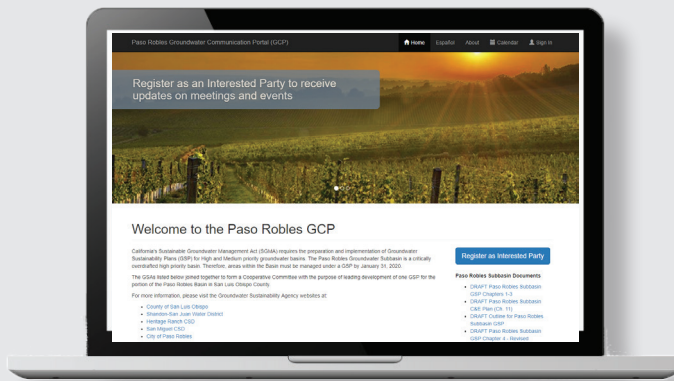 Paso Robles Groundwater Communication Portal (GCP)
Home Español About Calendar Sign in
Register as an Interested Party to receive
updates on meetings and events
Welcome to the Paso Robles GCP
California's Sustainable Groundwater Management Act (SGMA) requires the preparation and implementation of Groundwater
Sustainability Plans (GSP) for High and Medium priority groundwater basins. The Paso Robles Groundwater Subbasin is a critically
overdrafted high priority basin. Therefore, areas within the Basin must be managed under a GSP by January 31, 2020.
The GSAs listed below joined together to form a Cooperative Committee with the purpose of leading development of one GSP for the
portion of the Paso Robles Basin in San Luis Obispo County.
For more information, please visit the Groundwater Sustainability Agency websites at:
County of San Luis Obispo
Shandon-San Juan Water District
Heritage Ranch CSD
San Miguel CSD
City of Paso Robles
Register as Interested Party
Paso Robles Subbasin Documents
DRAFT Paso Robles Subbasin
GSP Chapters 1-3
DRAFT Paso Robles Subbasin
C&E Plan (Ch. 11)
DRAFT Outline for Paso Robles
Subbasin GSP
DRAFT Paso Robles Subbasin
GSP Chapter 4 - Revised